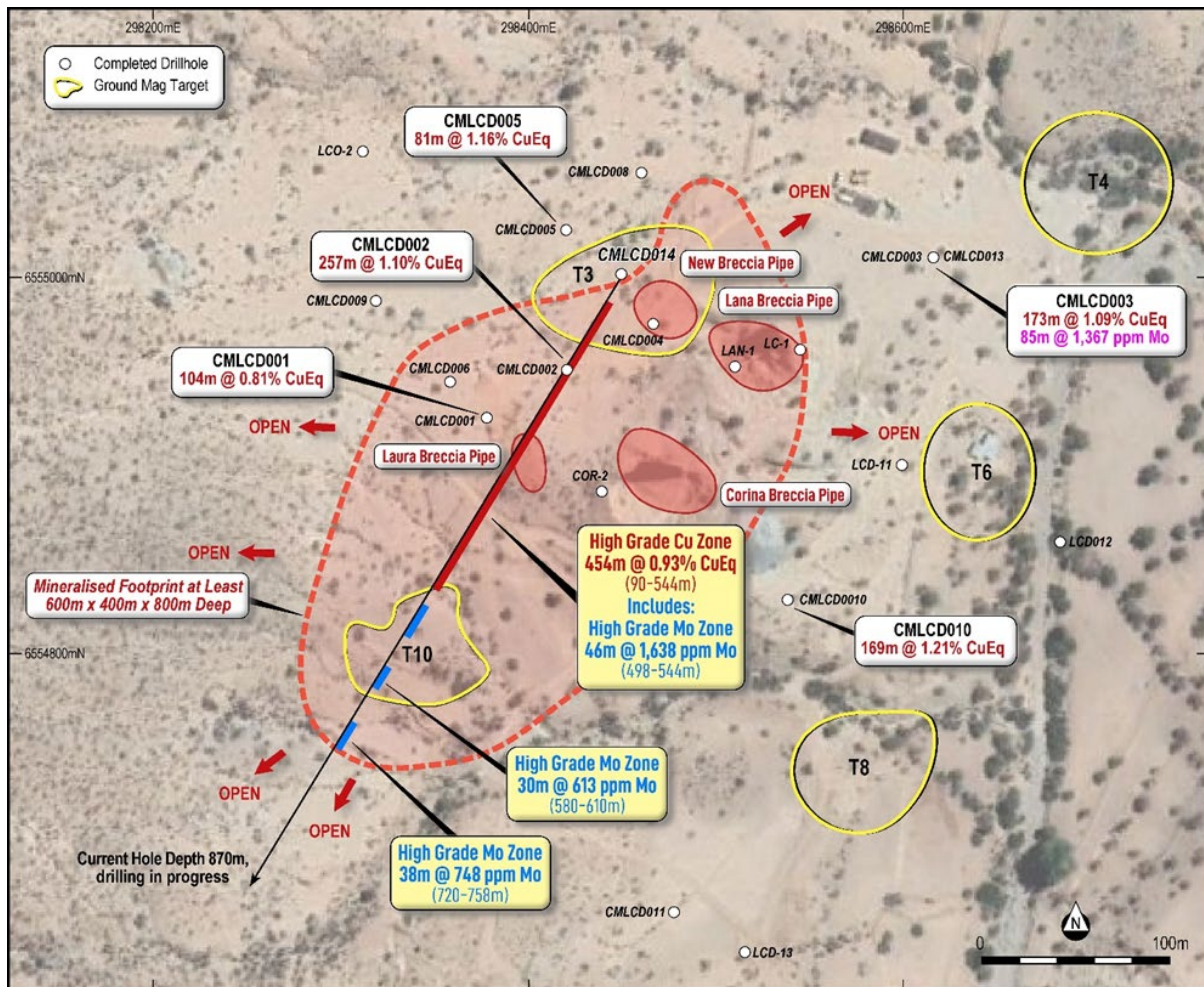 298200mE
298400mE
298600mE
Completed Drillhole
Ground Mag Target
CMLCD005
81m @ 1.16% CuEq
LCO-2
CMLCD008
OPEN
T4
CMLCD005
CMLCD002
257m @ 1.10% CuEq
CMLCD014
T3
New Breccia Pipe
CMLCD003
CMLCD013
6555000mN
CMLCD009
Lana Breccia Pipe
CMLCD003
173m @ 1.09% CuEq
85m @ 1,367 ppm Mo
CMLCD004
LAN-1
LC-1
CMLCD001
104m @ 0.81% CuEq
CMLCD006
CMLCD002
CMLCD001
OPEN
OPEN
Laura Breccia Pipe
LCD-11
T6
COR-2
Corina Breccia Pipe
OPEN
High Grade Cu Zone
454m @ 0.93% CuEq
(90-544m)
Includes:
High Grade Mo Zone
46m @ 1,638 ppm Mo
(498-544m)
LCD012
Mineralised Footprint at Least
600m x 400m x 800m Deep
CMLCD0010
CMLCD010
169m @ 1.21% CuEq
6554800mN
T10
T8
High Grade Mo Zone
30m @ 613 ppm Mo
(580-610m)
OPEN
OPEN
High Grade Mo Zone
38m @ 748 ppm Mo
(720-758m)
Current Hole Depth 870m,
drilling in progress
CMLCD011
LCD-13
N
0
100m